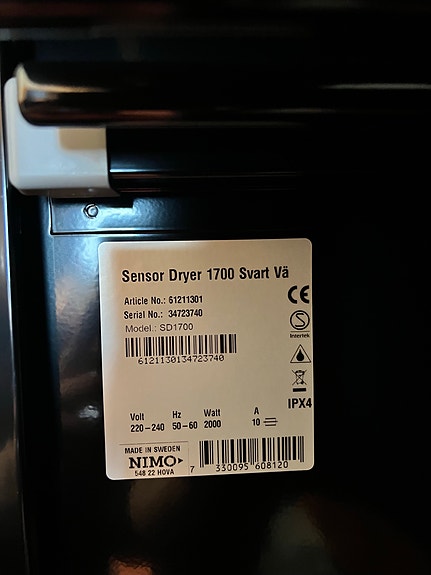 Sensor Dryer 1700 Svart Vä
Article No.: 61211301
Serial No.: 34723740
Model.: SD1700
6121130134723740
CE
Intertek
IPX4
Volt Hz Watt A
220-240 50-60 2000 10
MADE IN SWEDEN
NIMO
548 22 HOVA
7 330095 608120